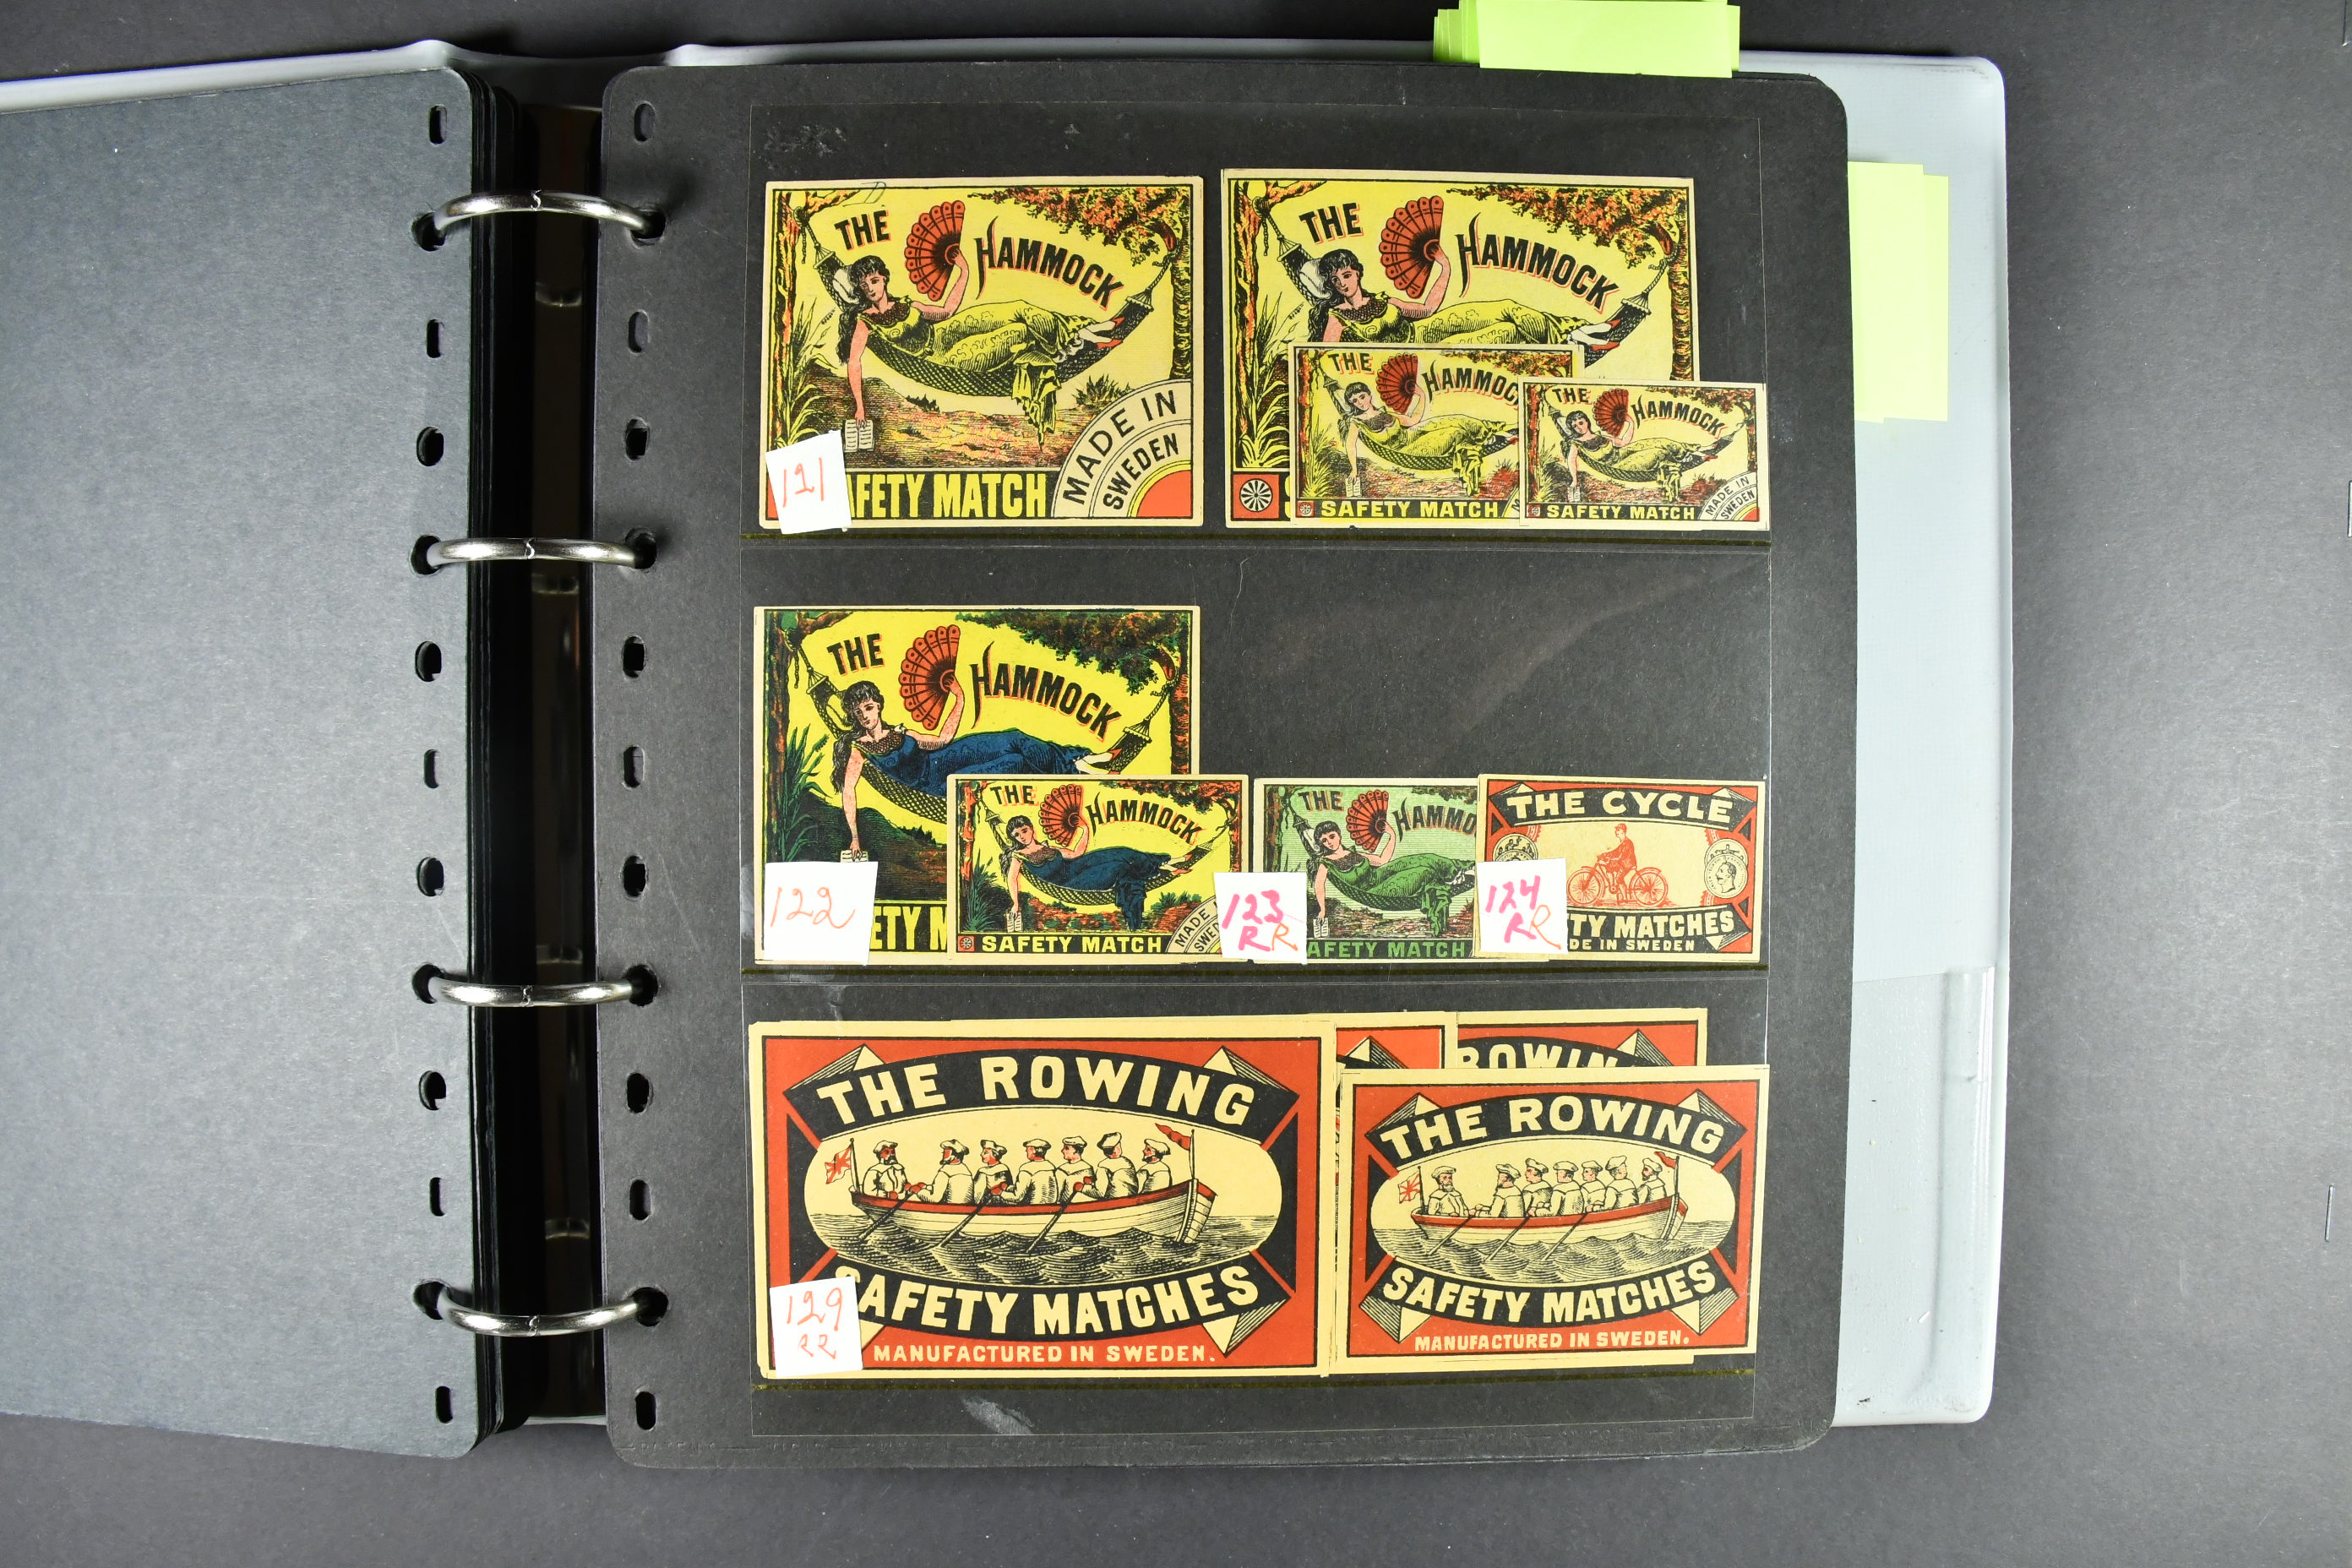 THE HAMMOCK
MADE IN
SWEDEN
121
AFETY MATCH
THE HAMMOCK
THE HAMMOC
SAFETY MATCH
THE HAMMOCK
MADE IN
SWEDEN
SAFETY MATCH
THE HAMMOCK
122
ETY M
THE HAMMOCK
MADE
SWED
SAFETY MATCH
THE HAMMO
123
RR
AFETY MATCH
THE CYCLE
124
RR
TY MATCHES
DE IN SWEDEN
THE ROWING
SAFETY MATCHES
129
RR
MANUFACTURED IN SWEDEN.
ROWIN
THE ROWING
SAFETY MATCHES
MANUFACTURED IN SWEDEN.